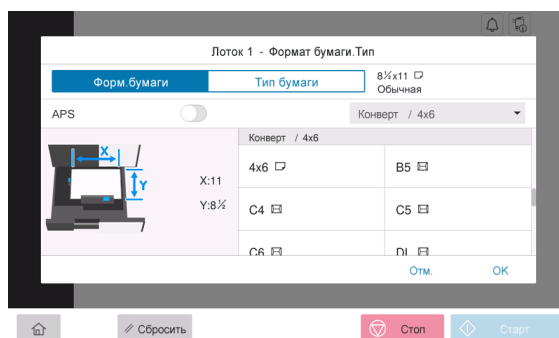 Лоток 1 - Формат бумаги.Тип
Форм.бумаги
Тип бумаги
8½x11
Обычная
APS
Конверт / 4x6
Конверт / 4x6
X
Y
X:11
Y:8½
4x6
B5
C4
C5
C6
DL
Отм.
OK
Сбросить
Стоп
Старт